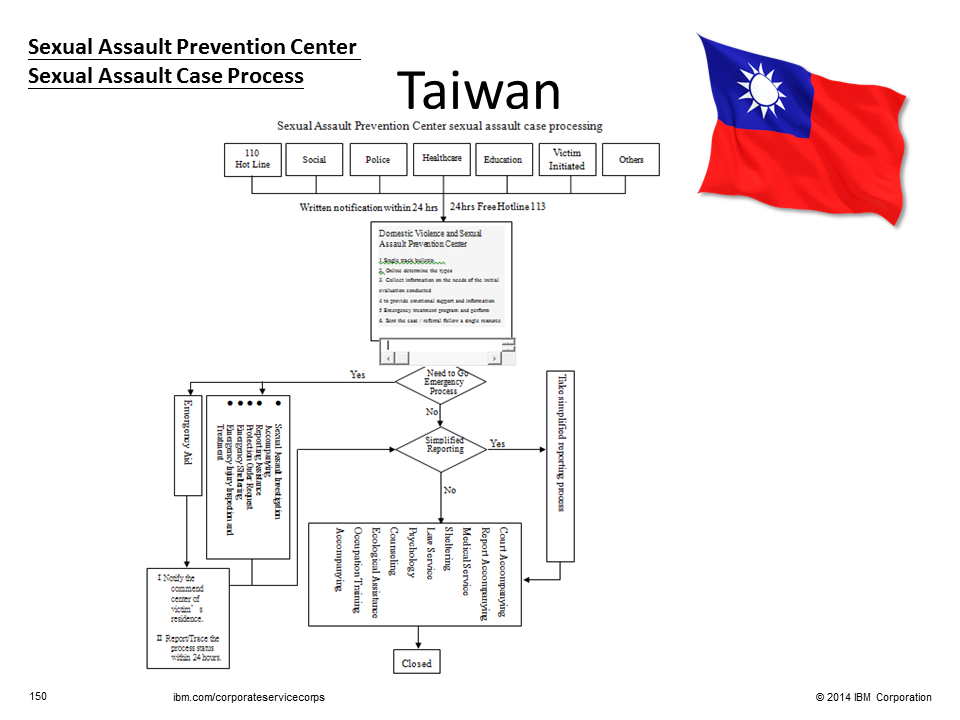 Sexual Assault Prevention Center
Sexual Assault Case Process
Taiwan
Sexual Assault Prevention Center sexual assault case processing
110
Hot Line
Social
Police
Healthcare
Education
Victim
Initiated
Others
Written notification within 24 hrs
24hrs Free Hotline 113
Domestic Violence and Sexual
Assault Prevention Center
1.Single track bulletin
2. Online determine the types
3. Collect information on the needs of the initial
evaluation conducted
4 to provide emotional support and information
5 Emergency treatment program and perform
6. Sent the case / referral follow a single resource
Need to Go
Emergency
Process
Yes
No
Simplified
Reporting
Yes
No
Take simplified reporting process
Emergency Aid
• Sexual Assault Investigation
Accompanying
• Reporting Assistance
• Protection Order Request
• Emergency Sheltering
• Emergency Injury Inspection and
Treatment
I Notify the
commend
center of
victim's
residence.
II Report/Trace the
process status
within 24 hours.
Court Accompanying
Report Accompanying
Medical Service
Sheltering
Law Service
Psychology
Counseling
Ecological Assistance
Occupation Training
Accompanying
Closed
150
ibm.com/corporateservicecorps
© 2014 IBM Corporation